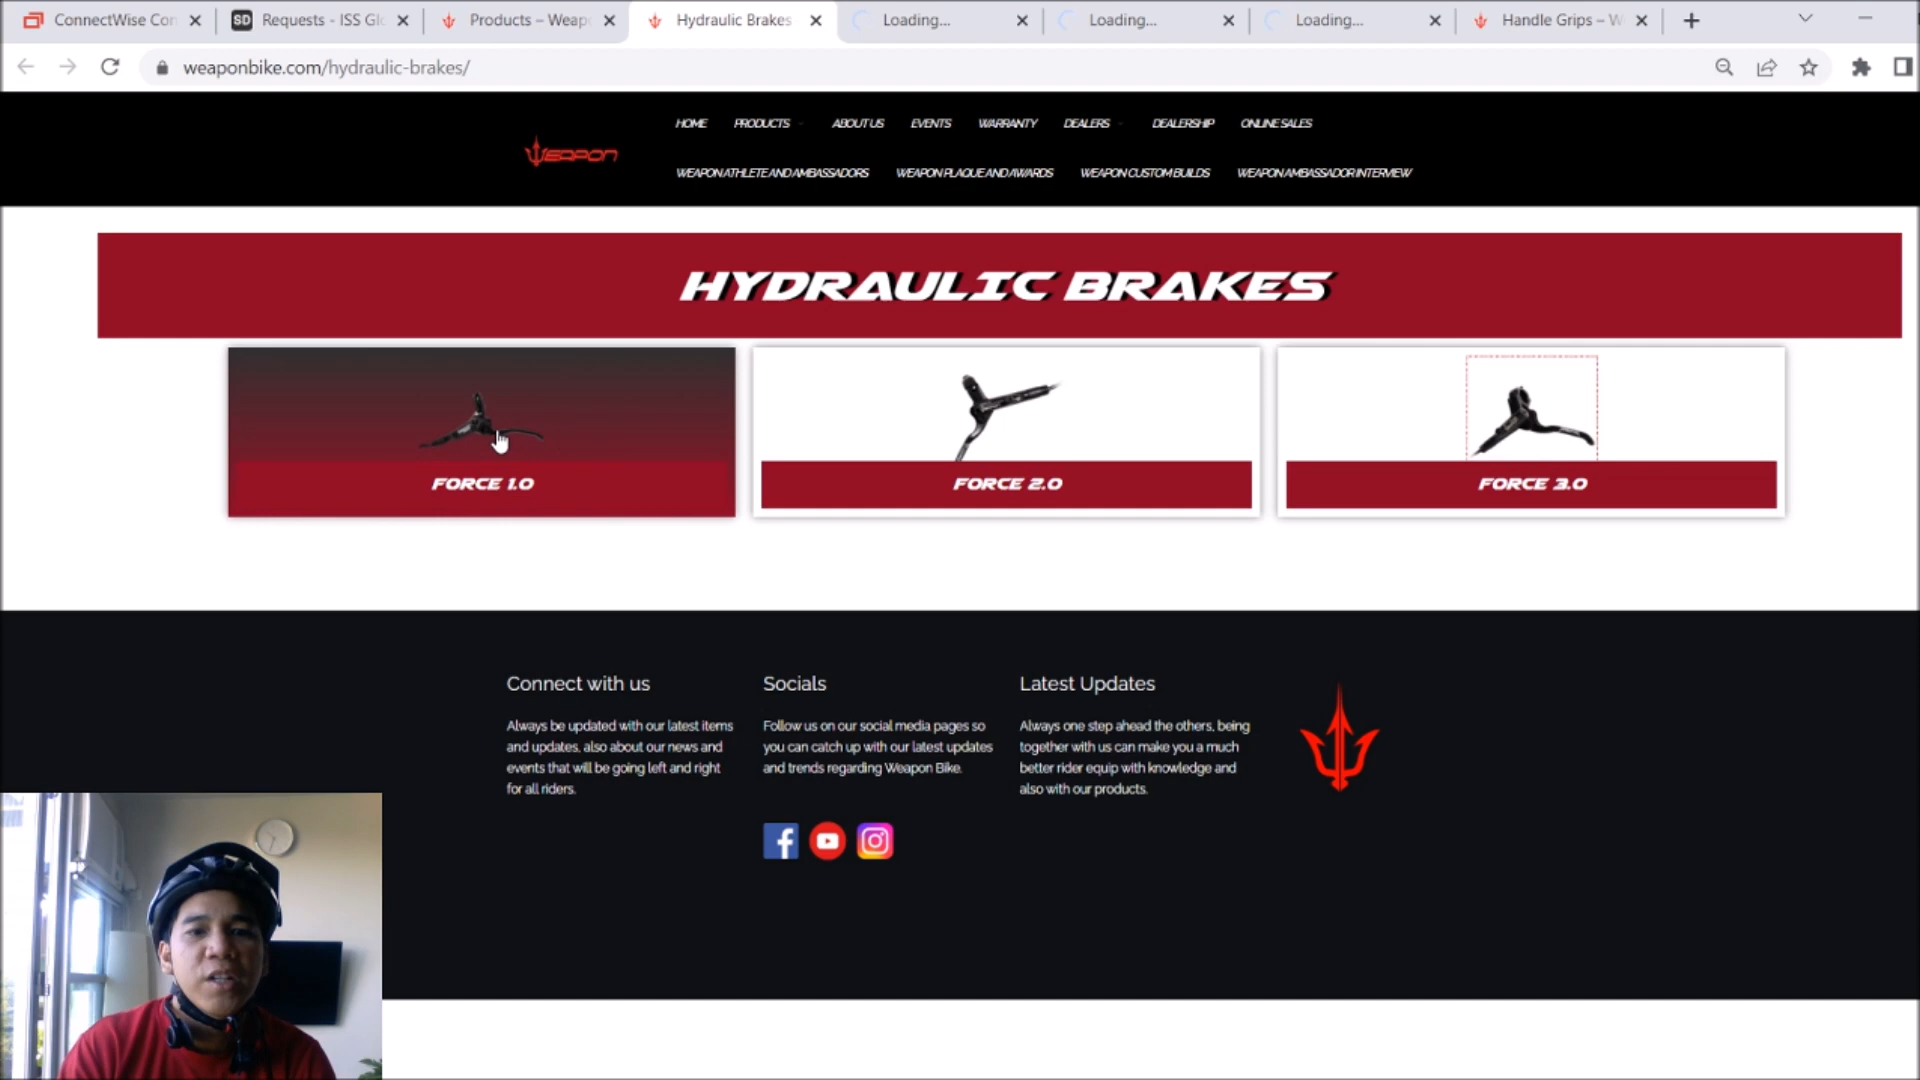 ConnectWise Con
Requests - ISS Glo
Products – Weap
Hydraulic Brakes
Loading...
Loading...
Loading...
Handle Grips – W
weaponbike.com/hydraulic-brakes/
HOME PRODUCTS ABOUT US EVENTS WARRANTY DEALERS DEALERSHIP ONLINE SALES
WEAPON
WEAPON ATHLETE AND AMBASSADORS WEAPON PLAQUE AND AWARDS WEAPON CUSTOM BUILDS WEAPON AMBASSADOR INTERVIEW
HYDRAULIC BRAKES
FORCE 1.0
FORCE 2.0
FORCE 3.0
Connect with us
Always be updated with our latest items
and updates, also about our news and
events that will be going left and right
for all riders.
Socials
Follow us on our social media pages so
you can catch up with our latest updates
and trends regarding Weapon Bike.
Latest Updates
Always one step ahead the others, being
together with us can make you a much
better rider equip with knowledge and
also with our products.